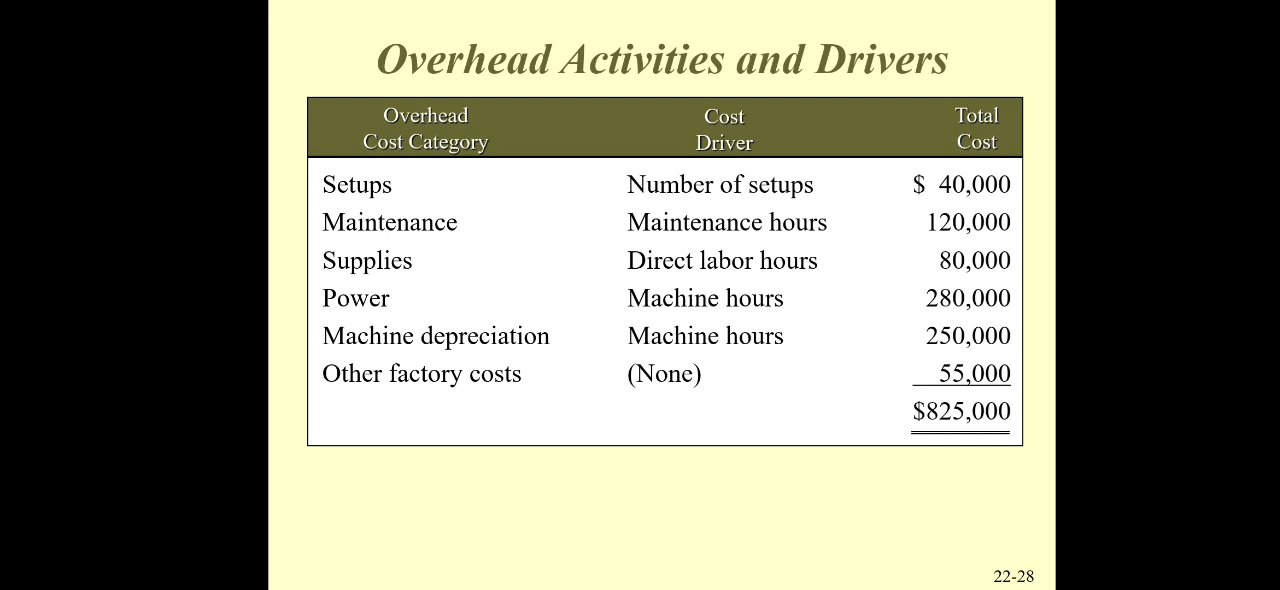 Overhead Activities and Drivers
Overhead Cost Total
Cost Category Driver Cost
Setups Number of setups $ 40,000
Maintenance Maintenance hours 120,000
Supplies Direct labor hours 80,000
Power Machine hours 280,000
Machine depreciation Machine hours 250,000
Other factory costs (None) 55,000
$825,000
22-28